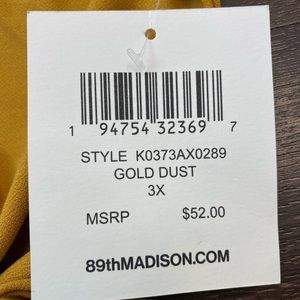 1 94754 32369 7
STYLE K0373AX0289
GOLD DUST
3X
MSRP $52.00
89thMADISON.COM